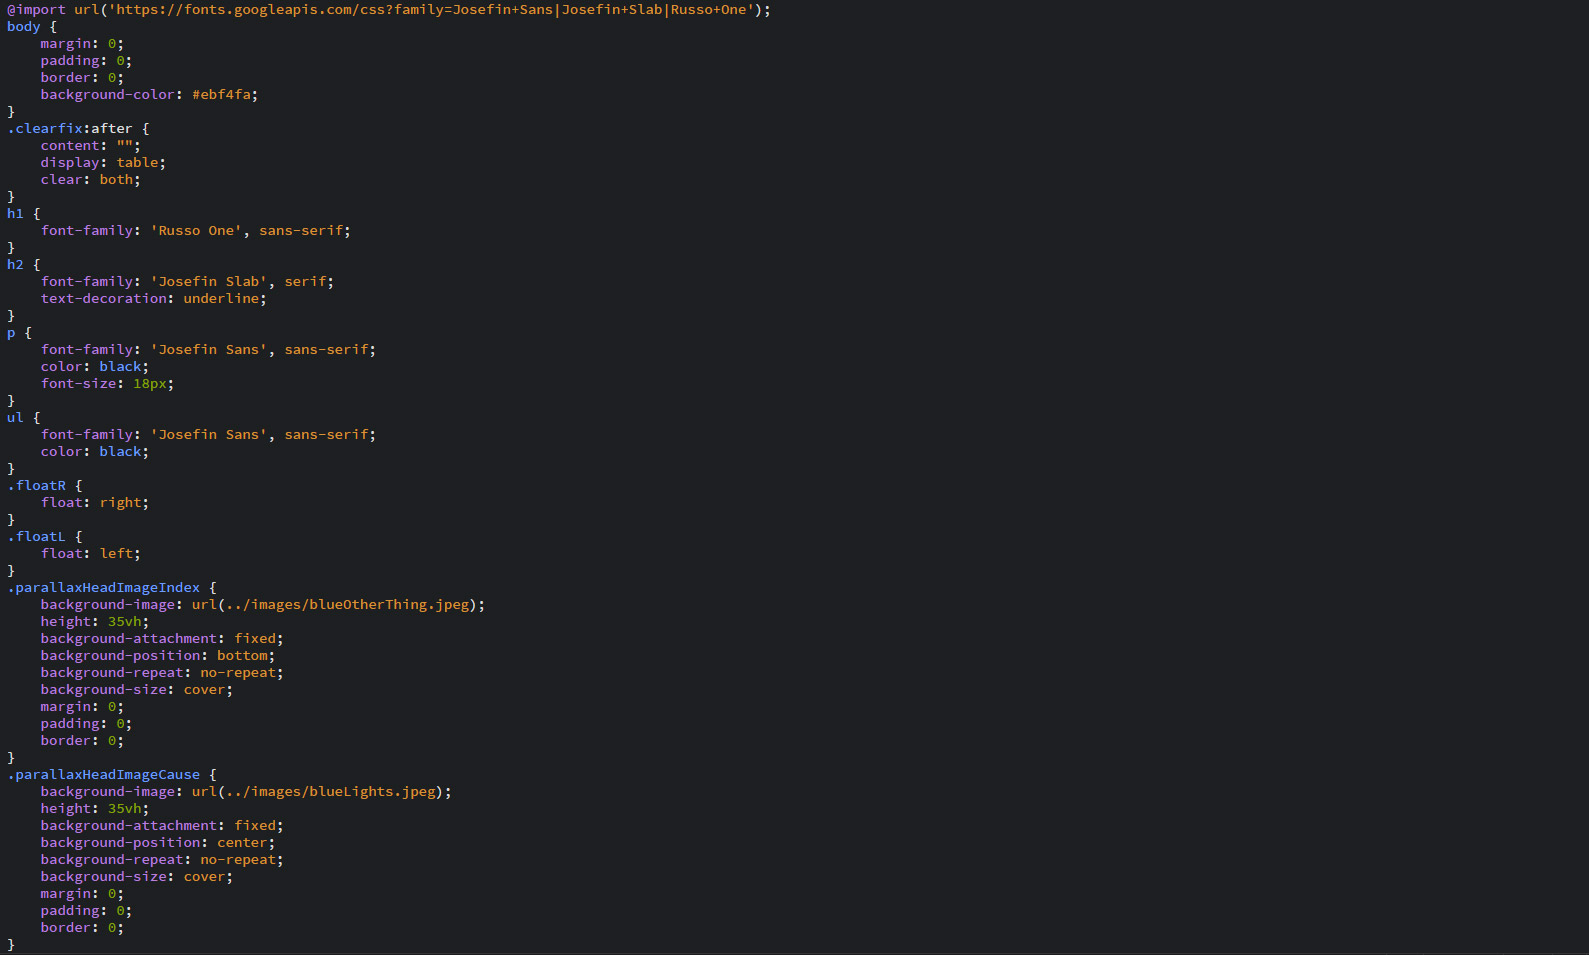 @import url('https://fonts.googleapis.com/css?family=Josefin+Sans|Josefin+Slab|Russo+One');
body {
    margin: 0;
    padding: 0;
    border: 0;
    background-color: #ebf4fa;
}
.clearfix:after {
    content: "";
    display: table;
    clear: both;
}
h1 {
    font-family: 'Russo One', sans-serif;
}
h2 {
    font-family: 'Josefin Slab', serif;
    text-decoration: underline;
}
p {
    font-family: 'Josefin Sans', sans-serif;
    color: black;
    font-size: 18px;
}
ul {
    font-family: 'Josefin Sans', sans-serif;
    color: black;
}
.floatR {
    float: right;
}
.floatL {
    float: left;
}
.parallaxHeadImageIndex {
    background-image: url(../images/blueOtherThing.jpeg);
    height: 35vh;
    background-attachment: fixed;
    background-position: bottom;
    background-repeat: no-repeat;
    background-size: cover;
    margin: 0;
    padding: 0;
    border: 0;
}
.parallaxHeadImageCause {
    background-image: url(../images/blueLights.jpeg);
    height: 35vh;
    background-attachment: fixed;
    background-position: center;
    background-repeat: no-repeat;
    background-size: cover;
    margin: 0;
    padding: 0;
    border: 0;
}